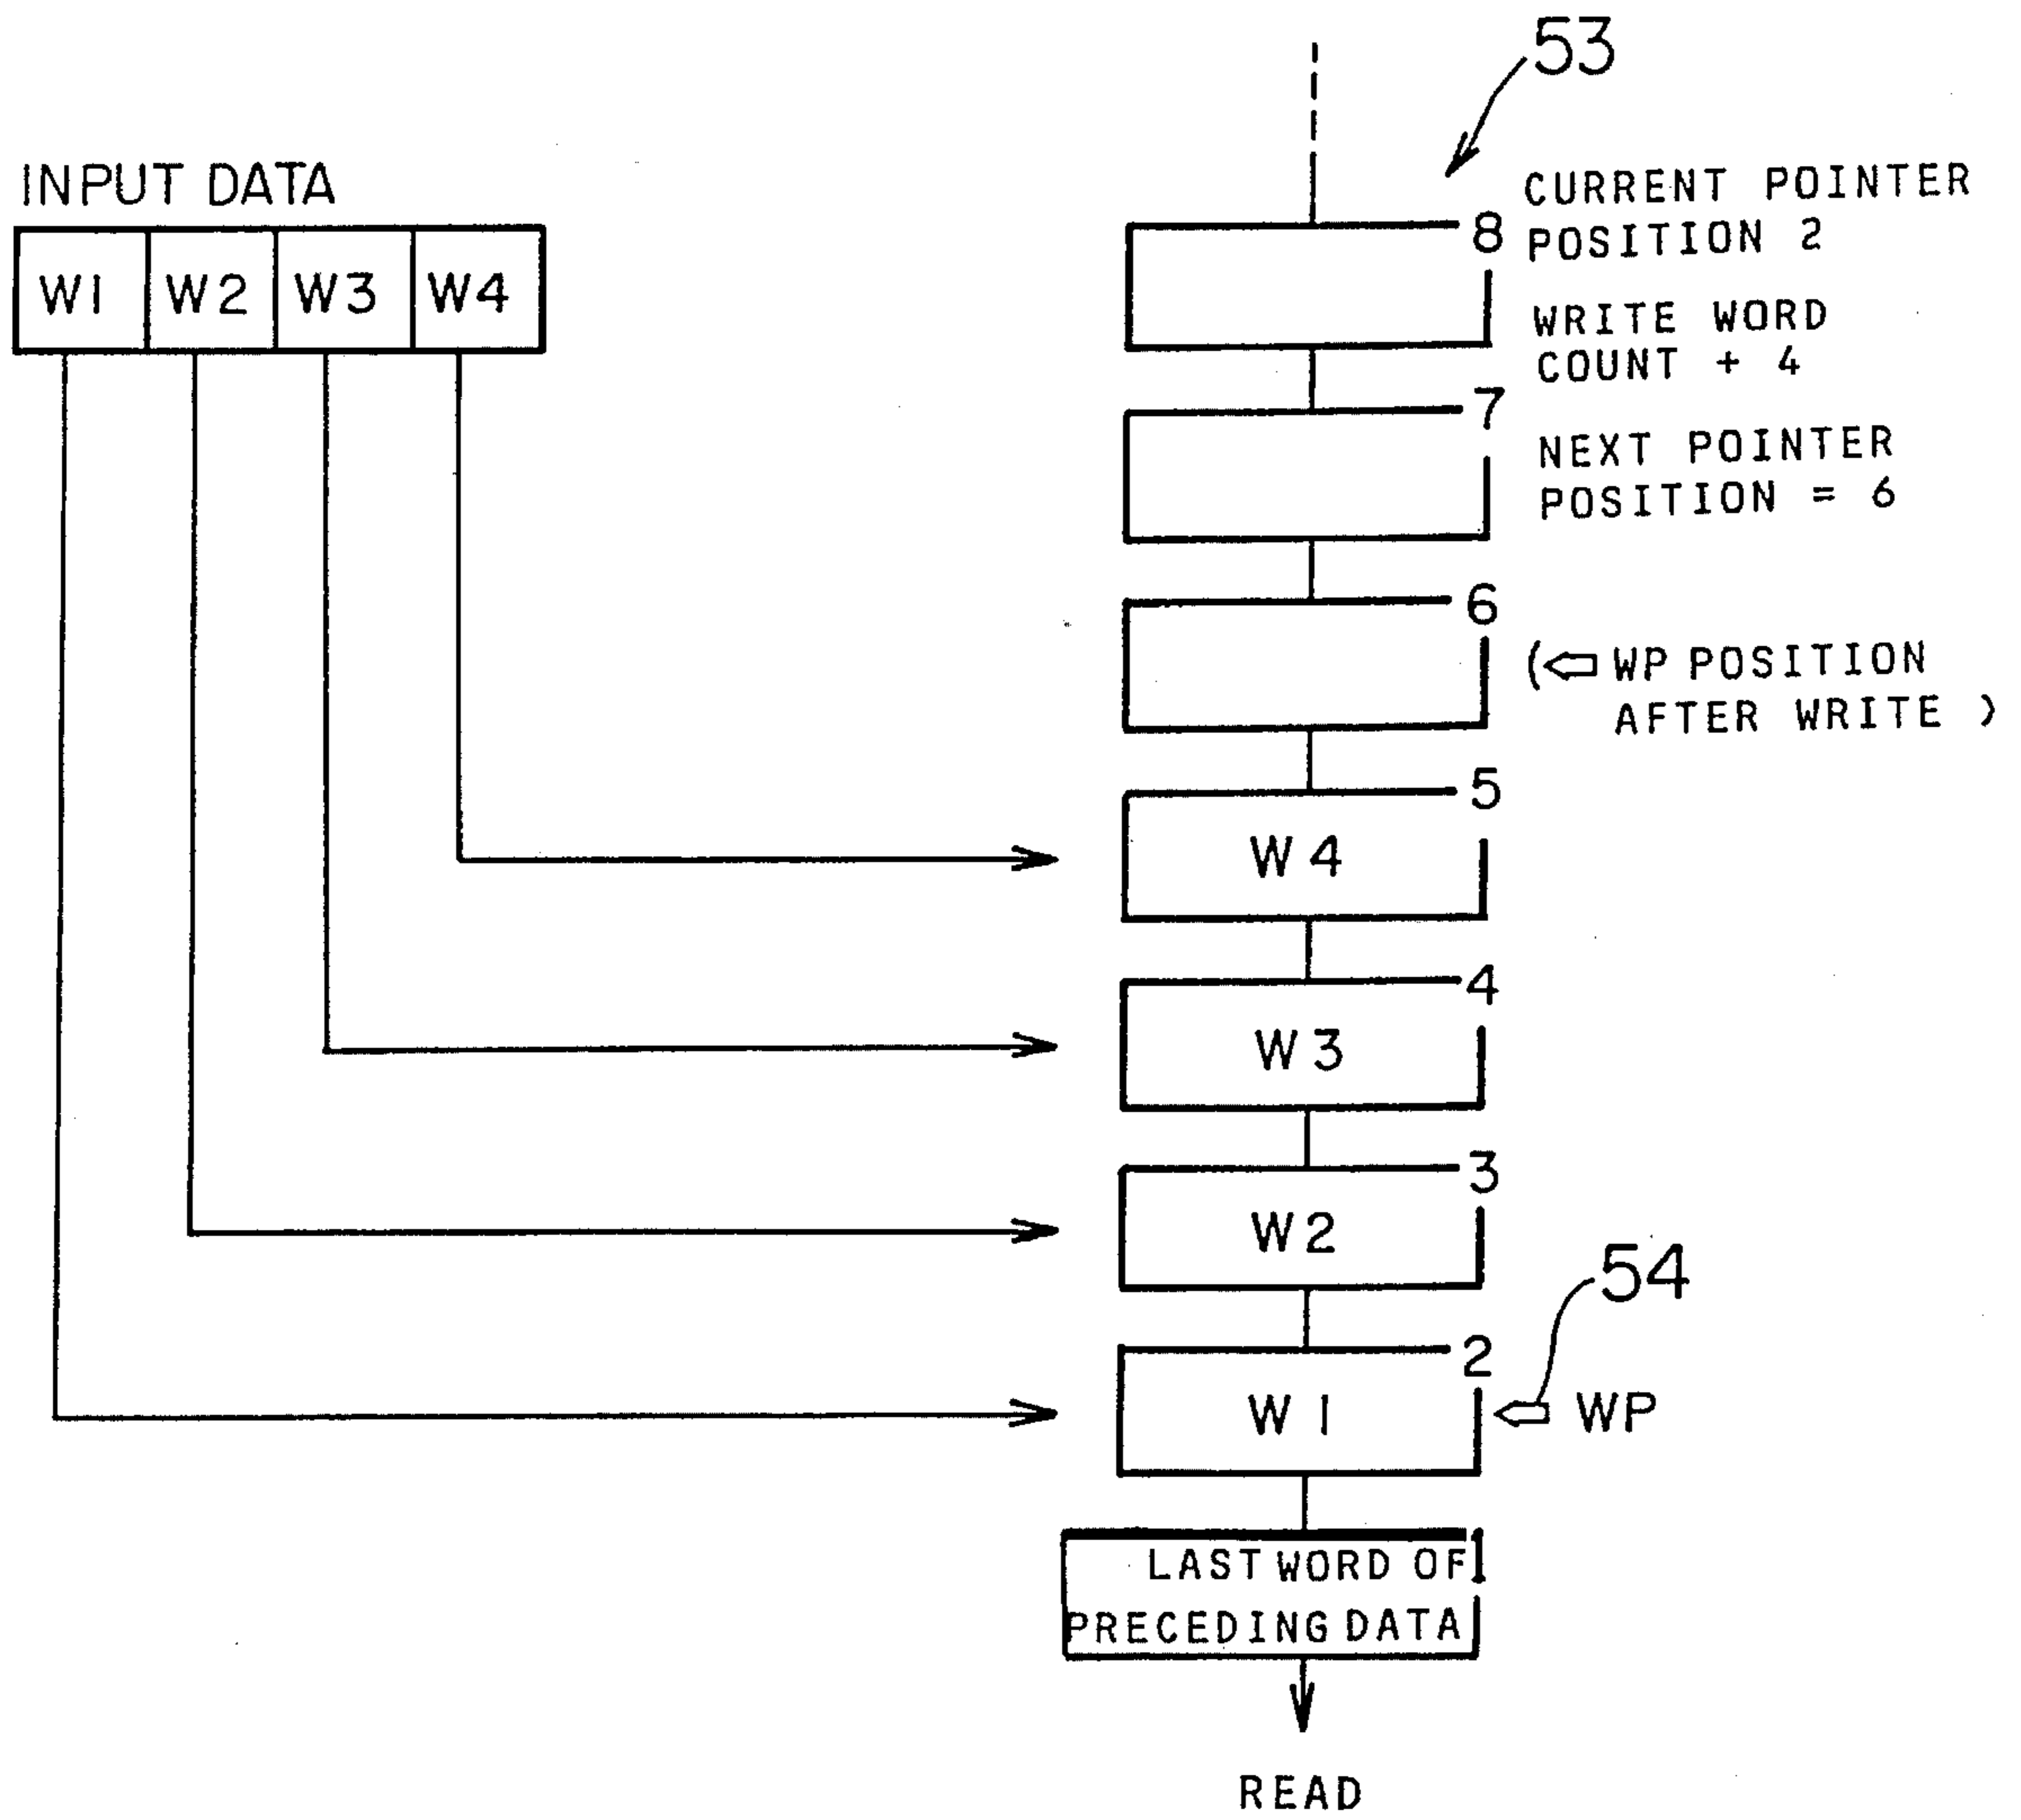 53
INPUT DATA
W1 W2 W3 W4
8
CURRENT POINTER
POSITION 2
WRITE WORD
COUNT + 4
7
NEXT POINTER
POSITION = 6
6
(⇦ WP POSITION
AFTER WRITE )
5
W4
4
W3
3
W2
54
2
W1
⇦ WP
1
LAST WORD OF
PRECEDING DATA
READ